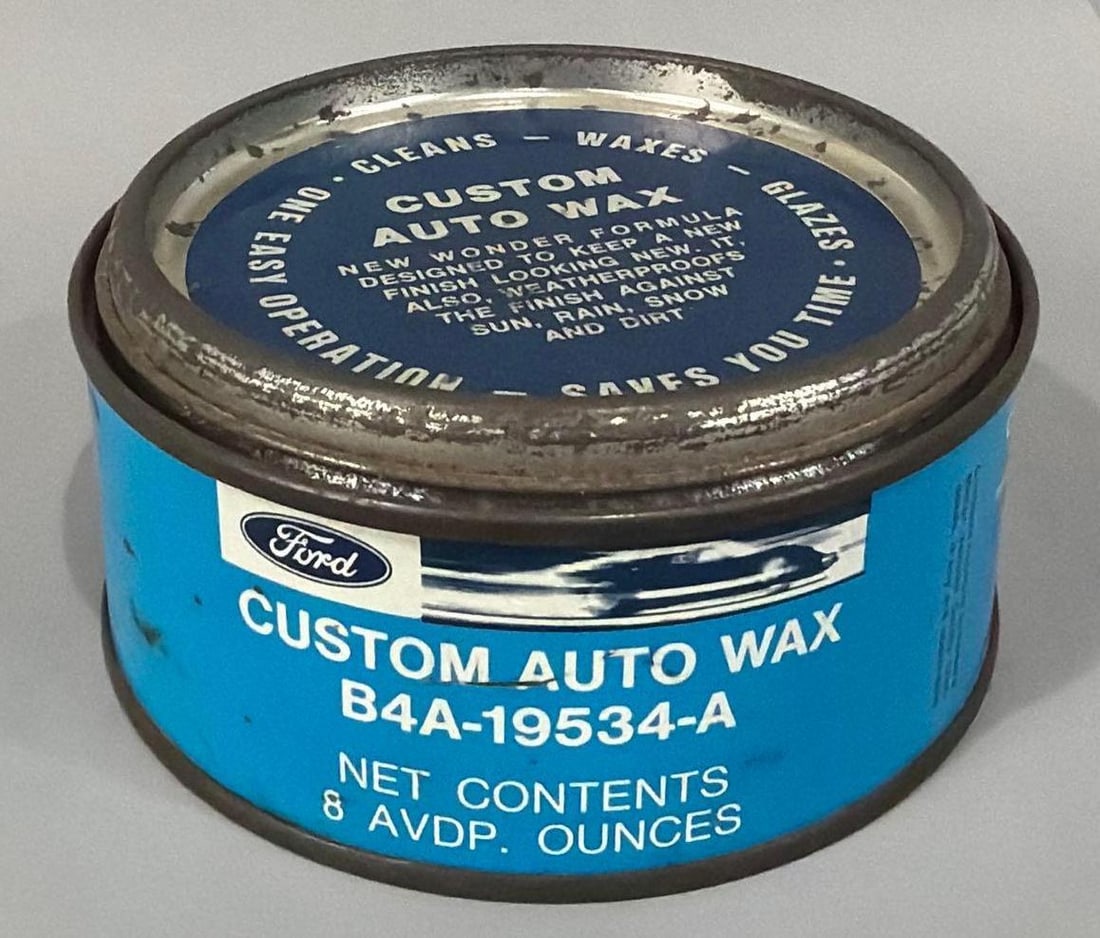 CLEANS — WAXES — GLAZES •
SAVES YOU TIME •
ONE EASY OPERATION —
CUSTOM
AUTO WAX
NEW WONDER FORMULA
DESIGNED TO KEEP A NEW
FINISH LOOKING NEW. IT,
ALSO, WEATHERPROOFS
THE FINISH AGAINST
SUN, RAIN, SNOW
AND DIRT
Ford
CUSTOM AUTO WAX
B4A-19534-A
NET CONTENTS
8 AVDP. OUNCES